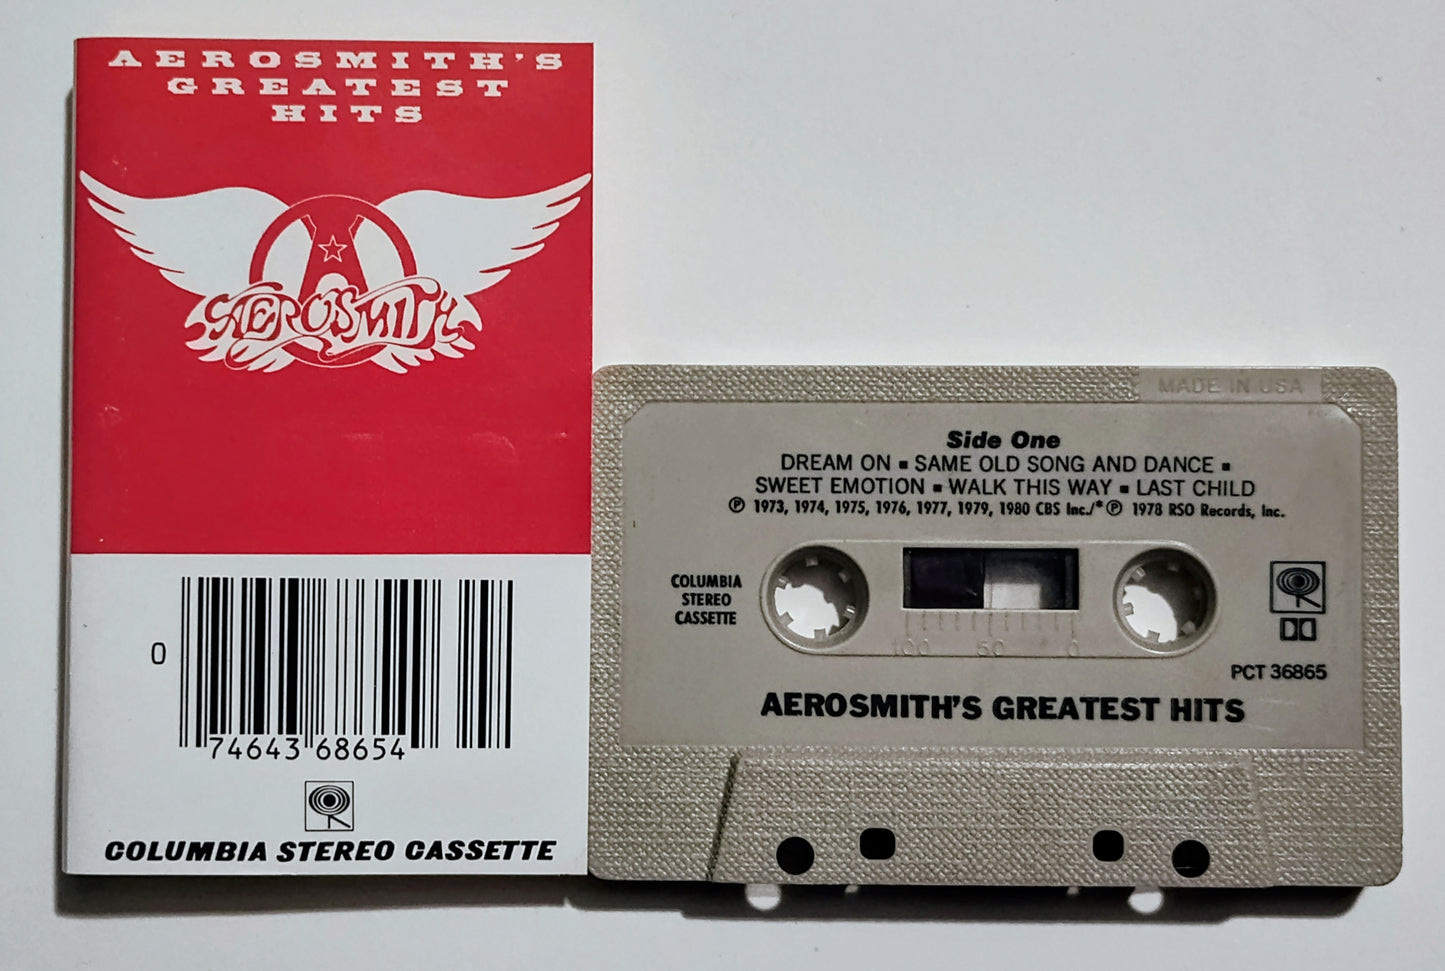 AEROSMITH'S
GREATEST
HITS
AEROSMITH
0
74643 68654
COLUMBIA STEREO CASSETTE
MADE IN USA
Side One
DREAM ON ▪ SAME OLD SONG AND DANCE ▪
SWEET EMOTION ▪ WALK THIS WAY ▪ LAST CHILD
℗ 1973, 1974, 1975, 1976, 1977, 1979, 1980 CBS Inc./*℗ 1978 RSO Records, Inc.
COLUMBIA
STEREO
CASSETTE
100 50 0
PCT 36865
AEROSMITH'S GREATEST HITS